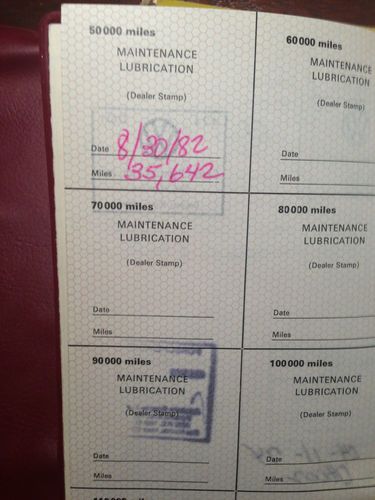 50000 miles
MAINTENANCE
LUBRICATION
(Dealer Stamp)
Date 8/30/82
Miles 35,642
60000 miles
MAINTENANCE
LUBRICATION
(Dealer Stamp)
Date
Miles
70000 miles
MAINTENANCE
LUBRICATION
(Dealer Stamp)
Date
Miles
80000 miles
MAINTENANCE
LUBRICATION
(Dealer Stamp)
Date
Miles
90000 miles
MAINTENANCE
LUBRICATION
(Dealer Stamp)
Date
Miles
100000 miles
MAINTENANCE
LUBRICATION
(Dealer Stamp)
Date
Miles